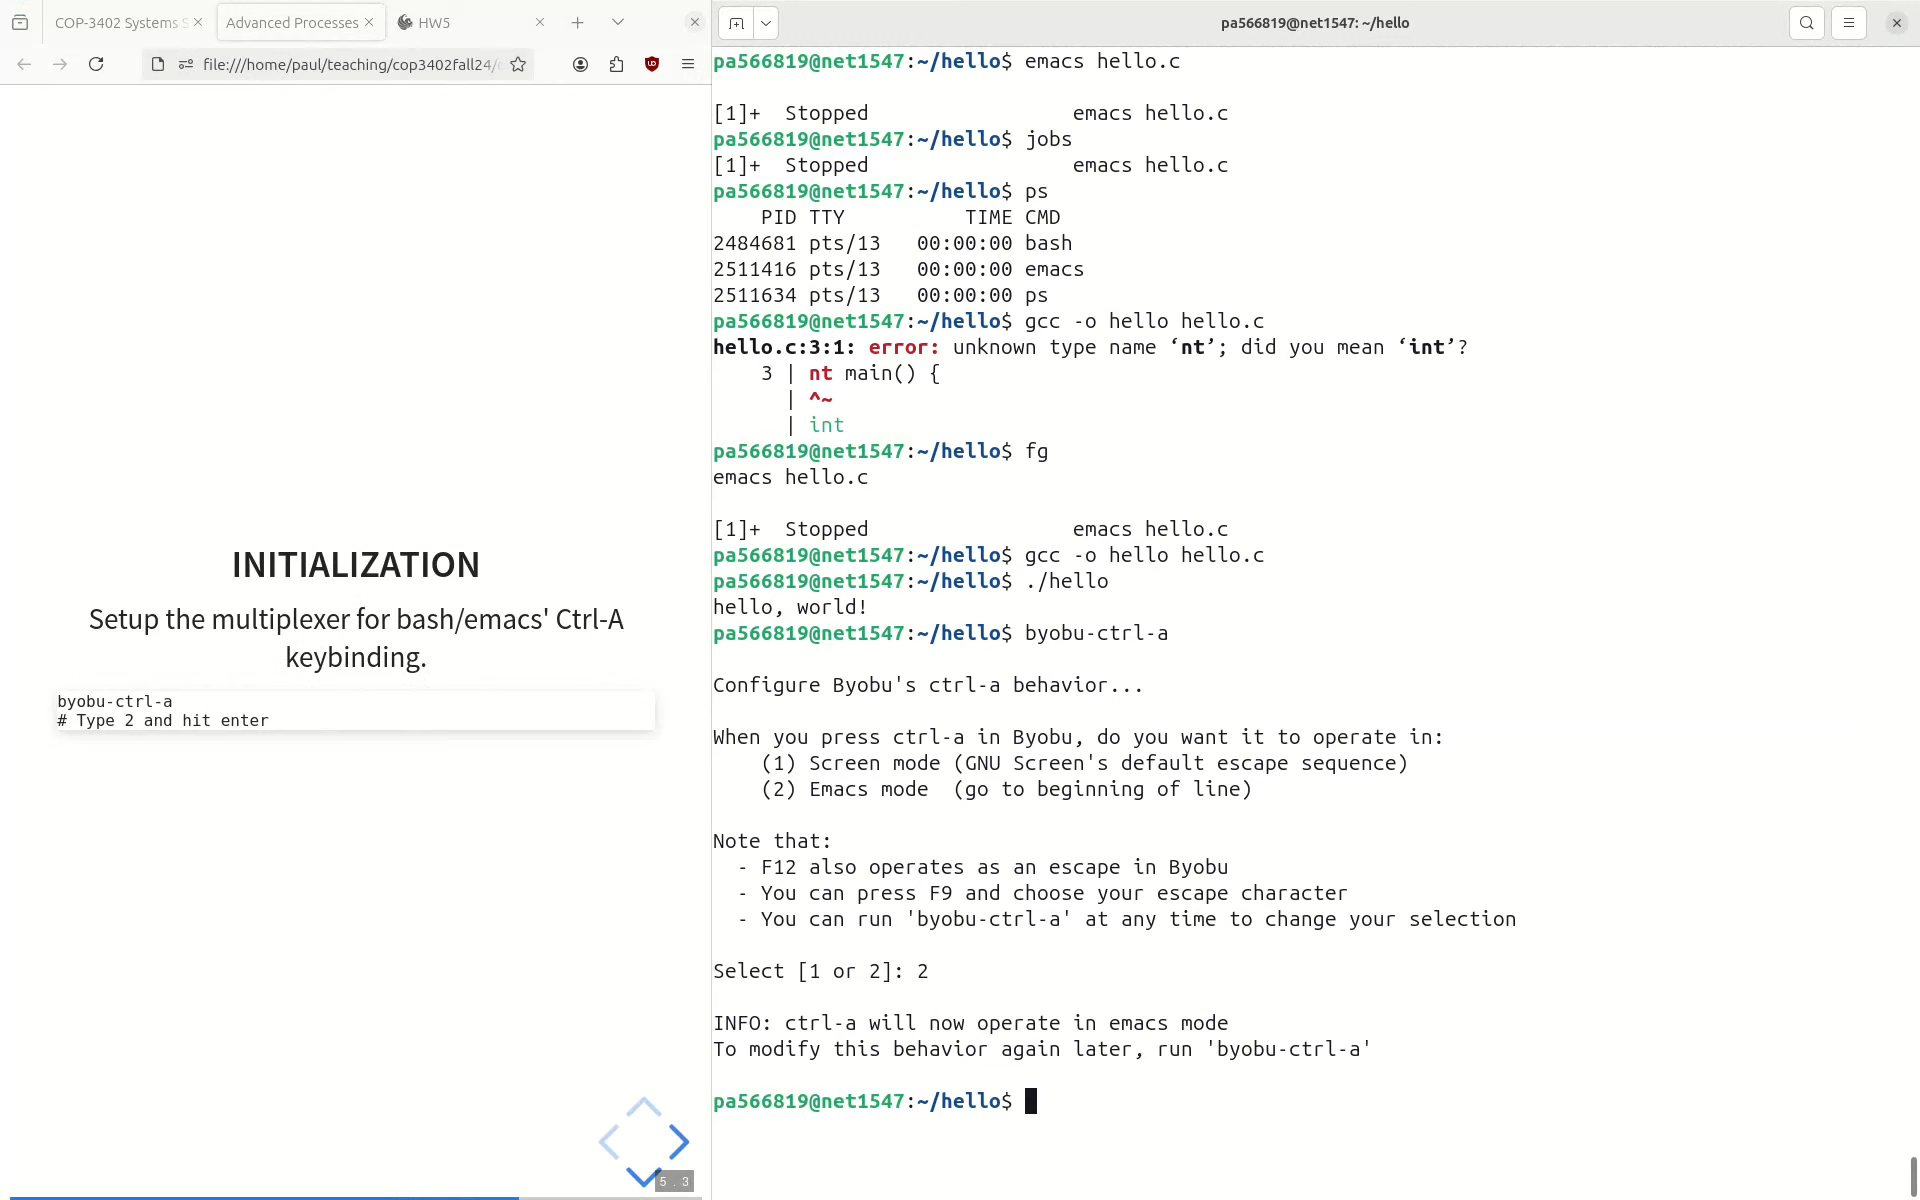 COP-3402 Systems S
Advanced Processes
HW5
file:///home/paul/teaching/cop3402fall24/
INITIALIZATION
Setup the multiplexer for bash/emacs' Ctrl-A
keybinding.
byobu-ctrl-a
# Type 2 and hit enter
5 . 3
pa566819@net1547: ~/hello
pa566819@net1547:~/hello$ emacs hello.c
[1]+  Stopped                 emacs hello.c
pa566819@net1547:~/hello$ jobs
[1]+  Stopped                 emacs hello.c
pa566819@net1547:~/hello$ ps
    PID TTY          TIME CMD
2484681 pts/13   00:00:00 bash
2511416 pts/13   00:00:00 emacs
2511634 pts/13   00:00:00 ps
pa566819@net1547:~/hello$ gcc -o hello hello.c
hello.c:3:1: error: unknown type name ‘nt’; did you mean ‘int’?
    3 | nt main() {
      | ^~
      | int
pa566819@net1547:~/hello$ fg
emacs hello.c
[1]+  Stopped                 emacs hello.c
pa566819@net1547:~/hello$ gcc -o hello hello.c
pa566819@net1547:~/hello$ ./hello
hello, world!
pa566819@net1547:~/hello$ byobu-ctrl-a
Configure Byobu's ctrl-a behavior...
When you press ctrl-a in Byobu, do you want it to operate in:
    (1) Screen mode (GNU Screen's default escape sequence)
    (2) Emacs mode  (go to beginning of line)
Note that:
  - F12 also operates as an escape in Byobu
  - You can press F9 and choose your escape character
  - You can run 'byobu-ctrl-a' at any time to change your selection
Select [1 or 2]: 2
INFO: ctrl-a will now operate in emacs mode
To modify this behavior again later, run 'byobu-ctrl-a'
pa566819@net1547:~/hello$